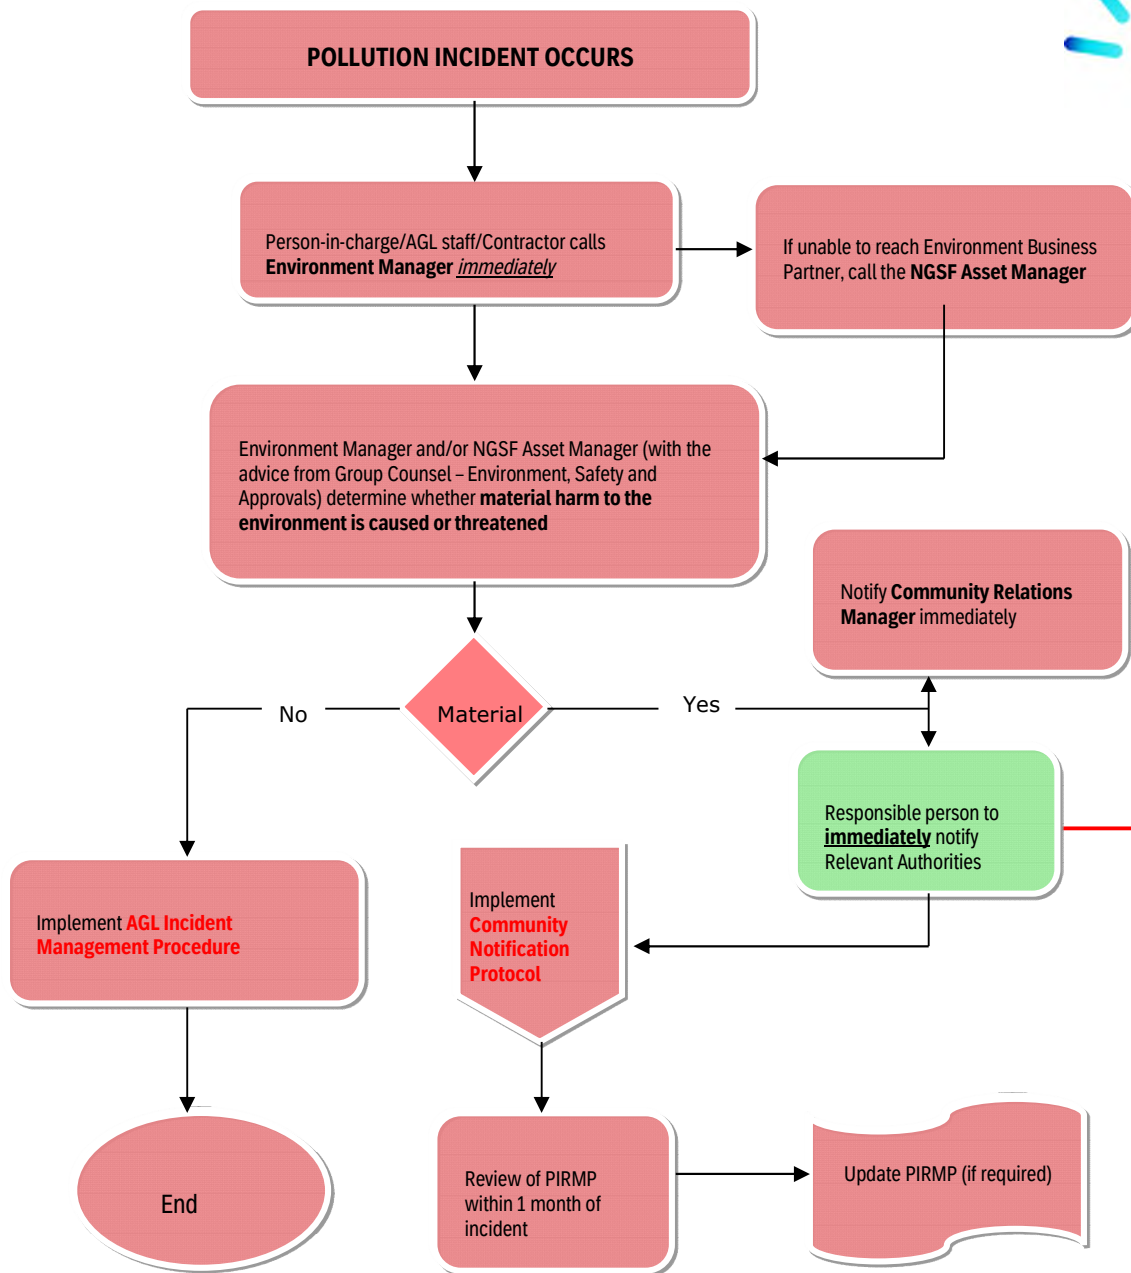 POLLUTION INCIDENT OCCURS
Person-in-charge/AGL staff/Contractor calls
Environment Manager immediately
If unable to reach Environment Business
Partner, call the NGSF Asset Manager
Environment Manager and/or NGSF Asset Manager (with the
advice from Group Counsel – Environment, Safety and
Approvals) determine whether material harm to the
environment is caused or threatened
Notify Community Relations
Manager immediately
No
Material
Yes
Responsible person to
immediately notify
Relevant Authorities
Implement AGL Incident
Management Procedure
Implement
Community
Notification
Protocol
End
Review of PIRMP
within 1 month of
incident
Update PIRMP (if required)